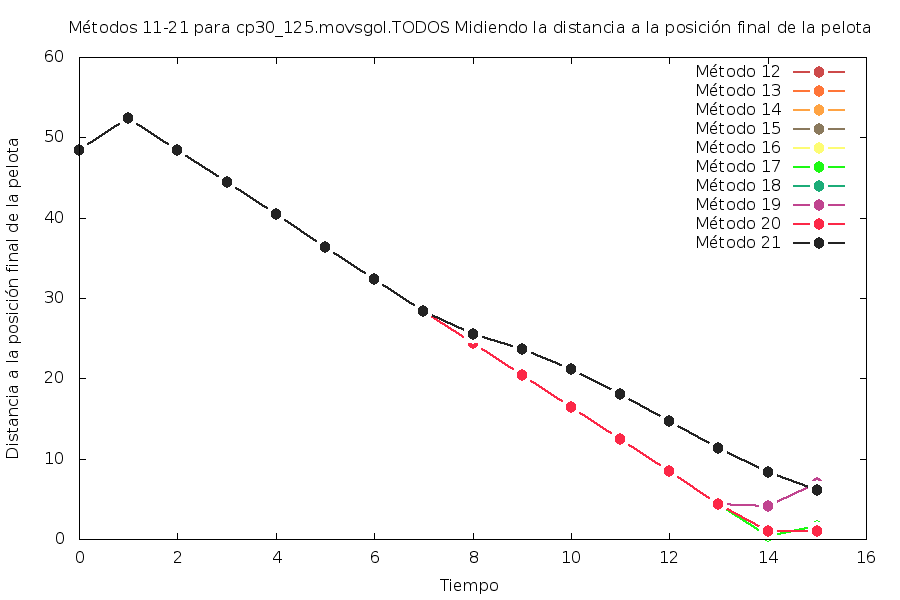 Métodos 11-21 para cp30_125.movsgol.TODOS Midiendo la distancia a la posición final de la pelota
60
50
40
30
20
10
0
0 2 4 6 8 10 12 14 16
Distancia a la posición final de la pelota
Tiempo
Método 12
Método 13
Método 14
Método 15
Método 16
Método 17
Método 18
Método 19
Método 20
Método 21